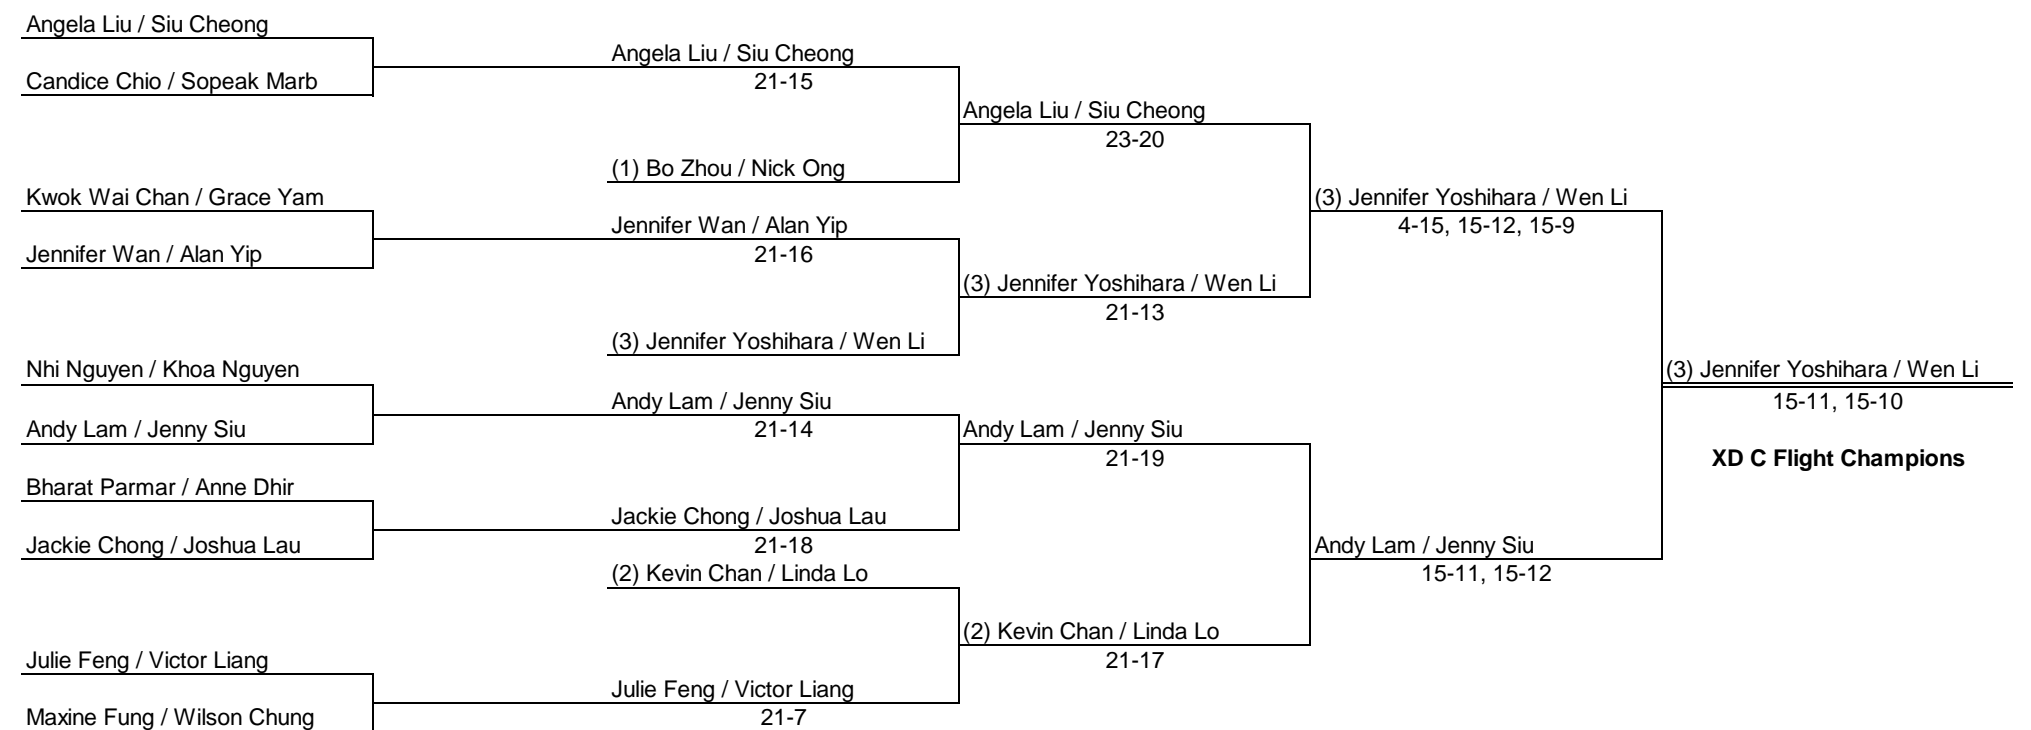 Angela Liu / Siu Cheong
Angela Liu / Siu Cheong
Candice Chio / Sopeak Marb
21-15
Angela Liu / Siu Cheong
23-20
(1) Bo Zhou / Nick Ong
Kwok Wai Chan / Grace Yam
(3) Jennifer Yoshihara / Wen Li
Jennifer Wan / Alan Yip
4-15, 15-12, 15-9
Jennifer Wan / Alan Yip
21-16
(3) Jennifer Yoshihara / Wen Li
21-13
(3) Jennifer Yoshihara / Wen Li
Nhi Nguyen / Khoa Nguyen
(3) Jennifer Yoshihara / Wen Li
Andy Lam / Jenny Siu
15-11, 15-10
Andy Lam / Jenny Siu
21-14
Andy Lam / Jenny Siu
21-19
XD C Flight Champions
Bharat Parmar / Anne Dhir
Jackie Chong / Joshua Lau
Jackie Chong / Joshua Lau
21-18
Andy Lam / Jenny Siu
(2) Kevin Chan / Linda Lo
15-11, 15-12
(2) Kevin Chan / Linda Lo
Julie Feng / Victor Liang
21-17
Julie Feng / Victor Liang
Maxine Fung / Wilson Chung
21-7